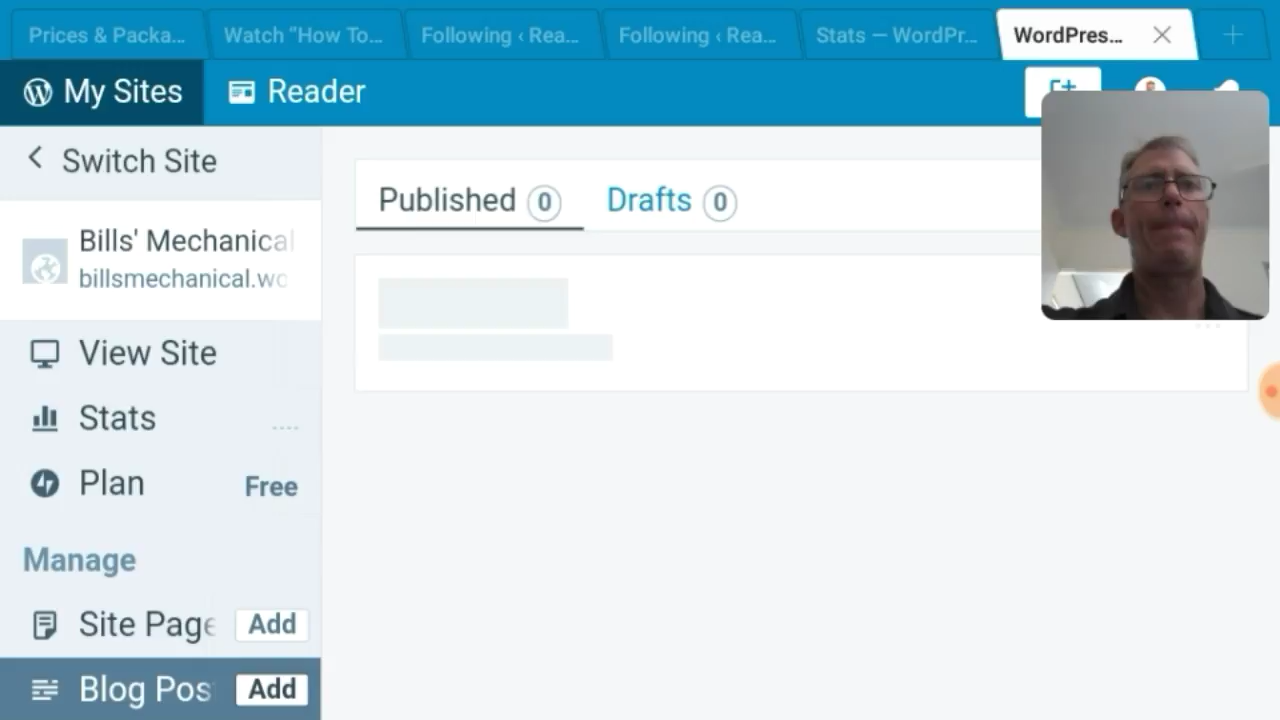 Prices & Packa...
Watch "How To...
Following ‹ Rea...
Following ‹ Rea...
Stats — WordPr...
WordPres...
My Sites
Reader
Switch Site
Published 0
Drafts 0
Bills' Mechanical
billsmechanical.wo
View Site
Stats
Plan
Free
Manage
Site Page
Add
Blog Pos
Add